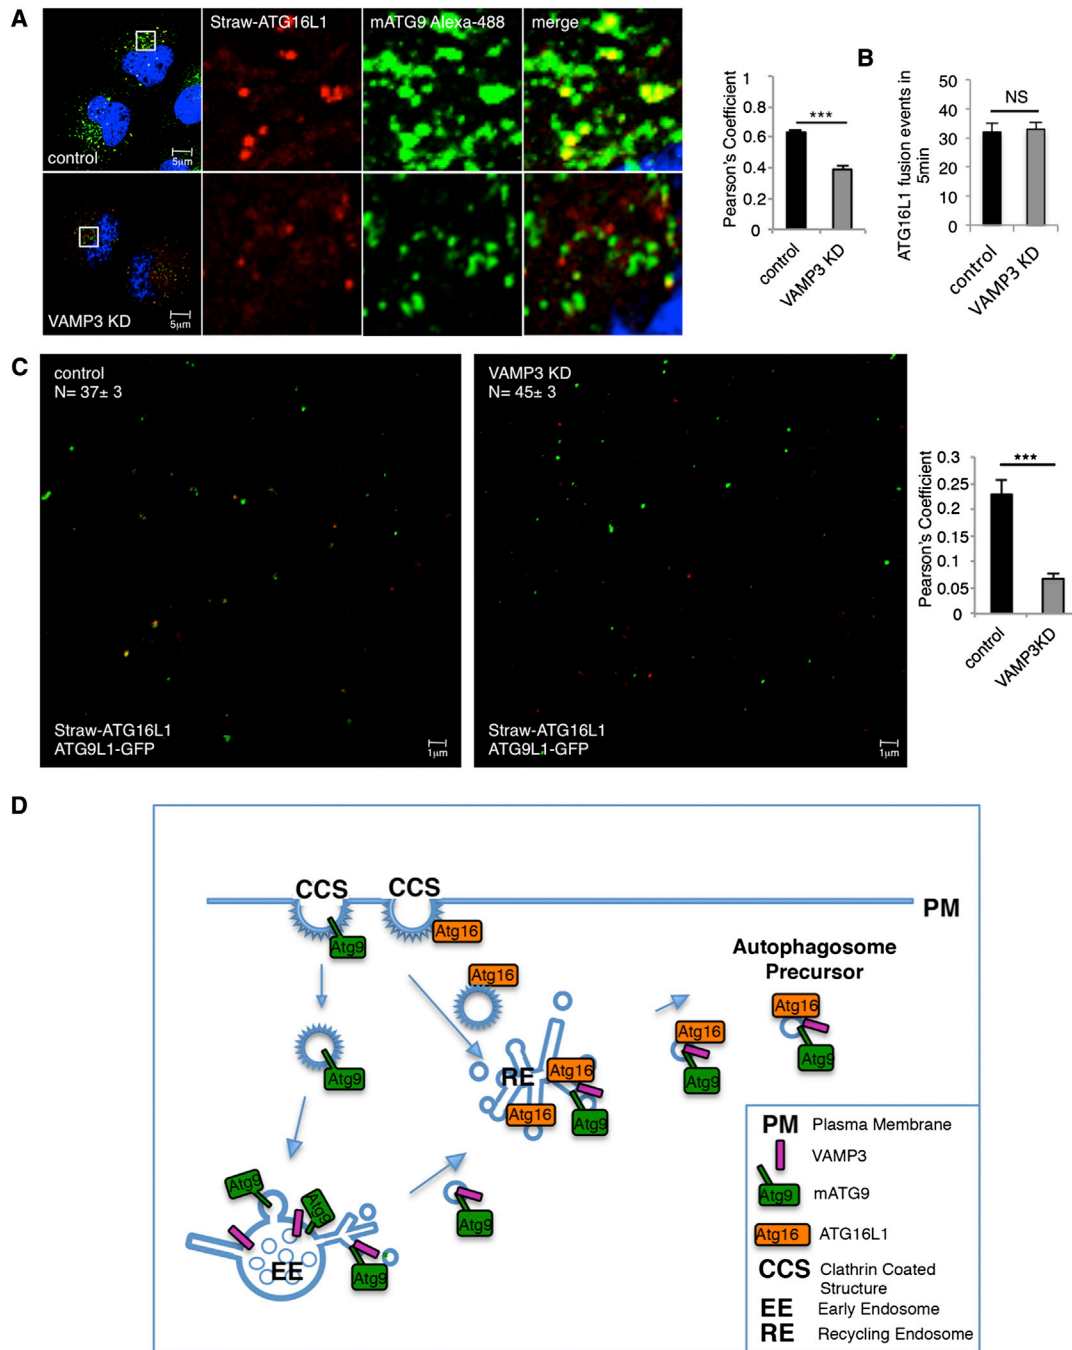 A
Straw-ATG16L1
mATG9 Alexa-488
merge
control
5µm
VAMP3 KD
5µm
Pearson's Coefficient
1
0.8
0.6
0.4
0.2
0
***
control
VAMP3 KD
B
ATG16L1 fusion events in
5min
50
40
30
20
10
0
NS
control
VAMP3 KD
C
control
N= 37± 3
Straw-ATG16L1
ATG9L1-GFP
1µm
VAMP3 KD
N= 45± 3
Straw-ATG16L1
ATG9L1-GFP
1µm
Pearson's Coefficient
0.3
0.25
0.2
0.15
0.1
0.05
0
***
control
VAMP3KD
D
CCS
CCS
PM
Atg9
Atg16
Autophagosome
Precursor
Atg16
Atg9
Atg16
Atg16
Atg9
RE
Atg16
Atg9
Atg16
Atg9
Atg9
Atg9
Atg9
Atg9
EE
Atg16
PM Plasma Membrane
VAMP3
Atg9 mATG9
Atg16 ATG16L1
CCS Clathrin Coated
Structure
EE Early Endosome
RE Recycling Endosome